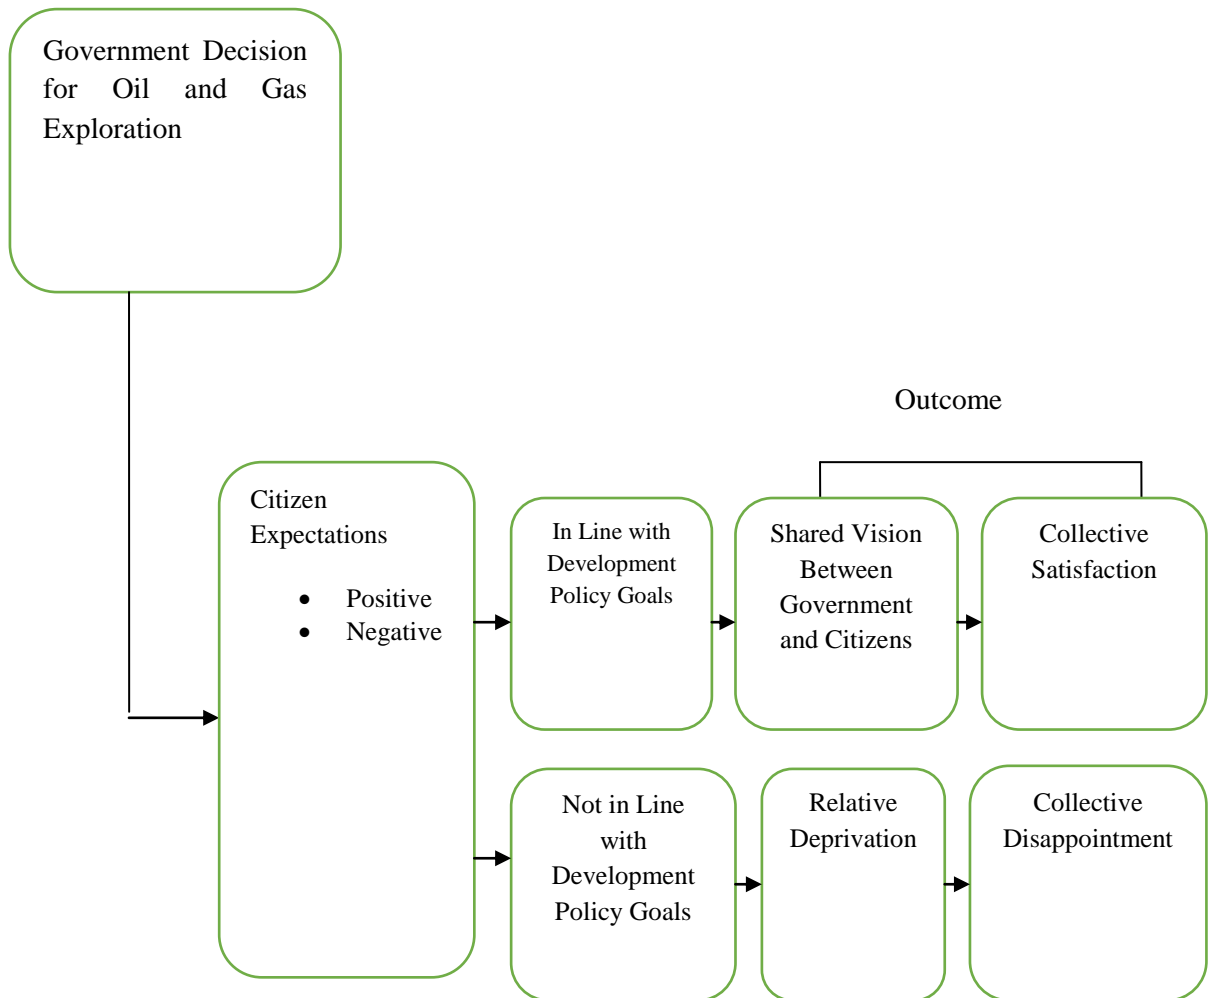 Government Decision
for Oil and Gas
Exploration
Outcome
Citizen
Expectations
• Positive
• Negative
In Line with
Development
Policy Goals
Shared Vision
Between
Government
and Citizens
Collective
Satisfaction
Not in Line
with
Development
Policy Goals
Relative
Deprivation
Collective
Disappointment